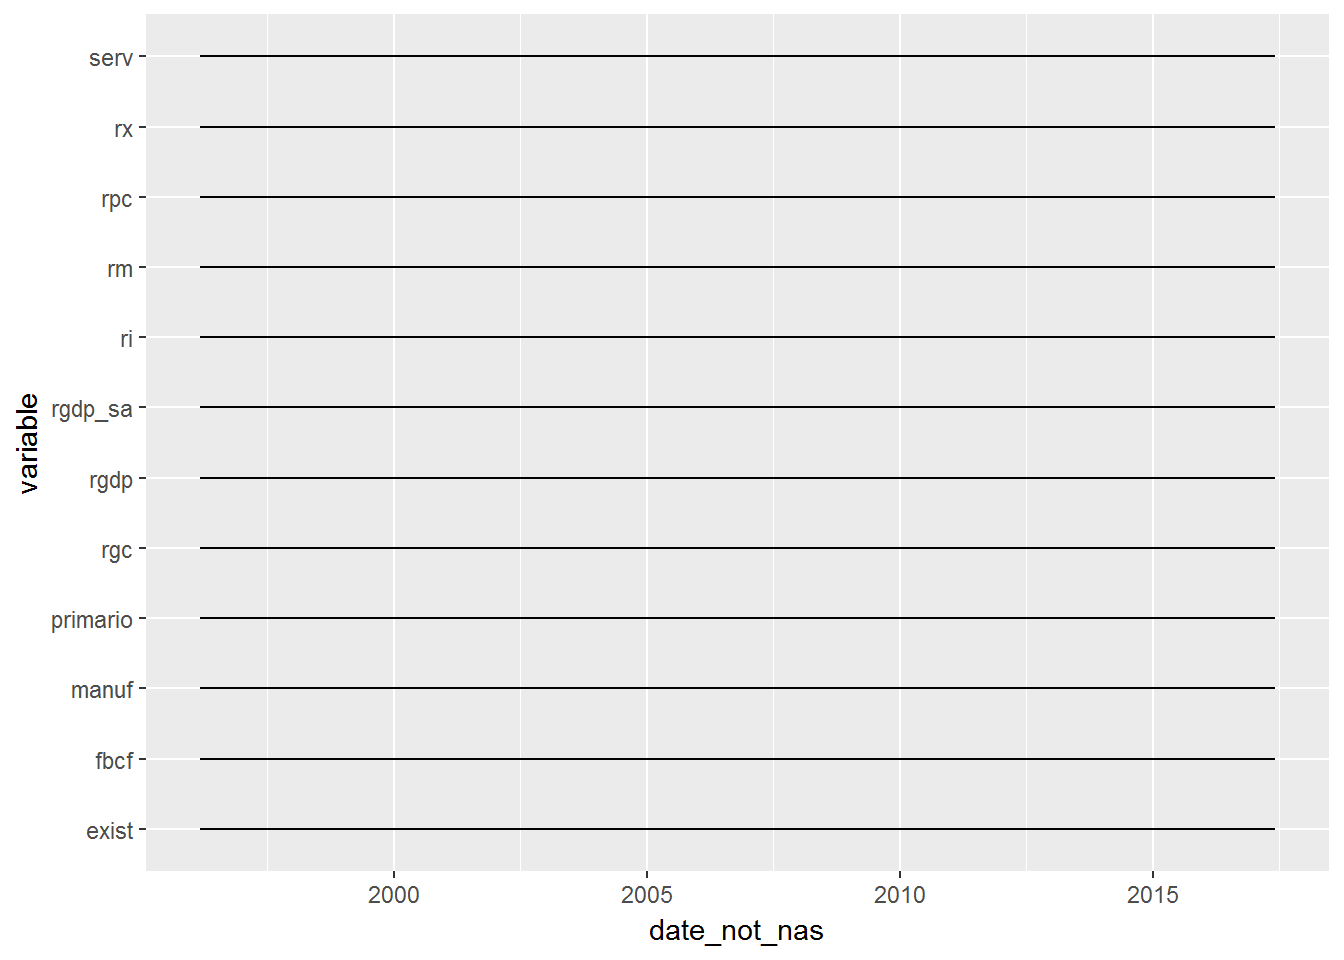 serv
rx
rpc
rm
ri
rgdp_sa
rgdp
rgc
primario
manuf
fbcf
exist
variable
2000 2005 2010 2015
date_not_nas